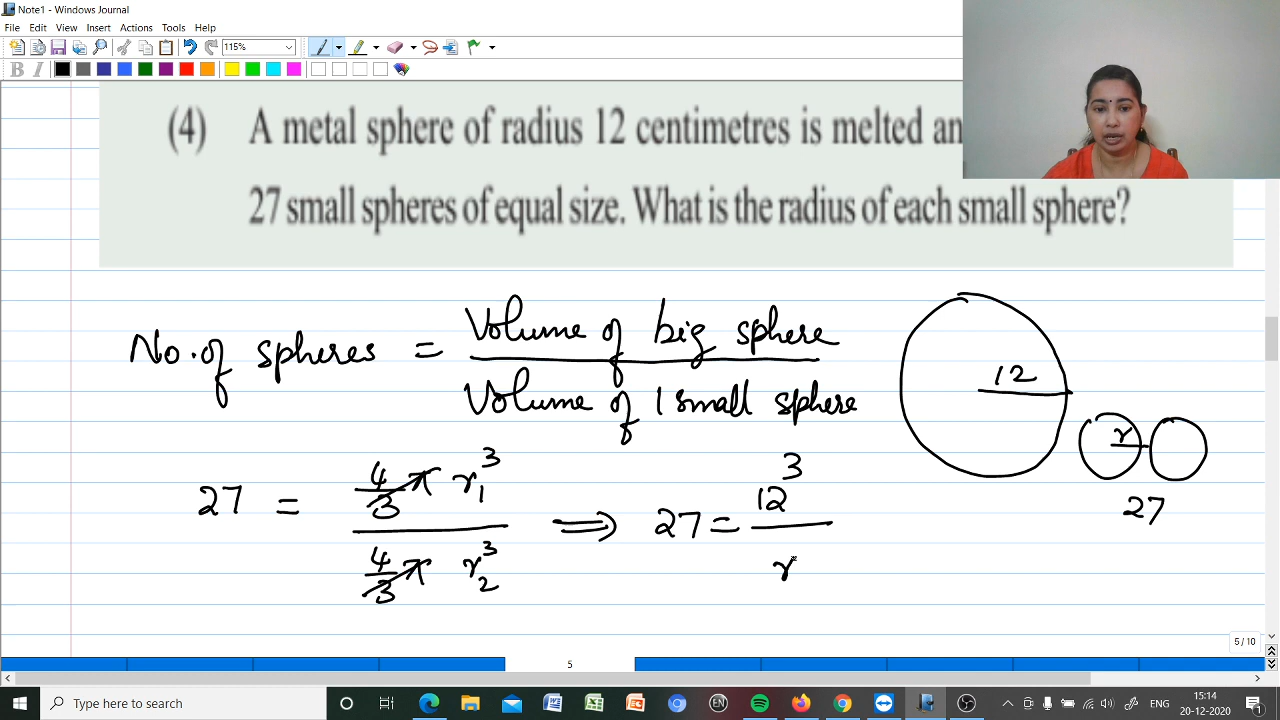 Note1 - Windows Journal
File Edit View Insert Actions Tools Help
115%
B I
(4) A metal sphere of radius 12 centimetres is melted an
27 small spheres of equal size. What is the radius of each small sphere?
No. of spheres = Volume of big sphere / Volume of 1 small sphere
12
r
27
27 = 4/3 π r₁³ / 4/3 π r₂³ ⟹ 27 = 12³ / r
5 / 10
5
Type here to search
EN
15:14
20-12-2020
1